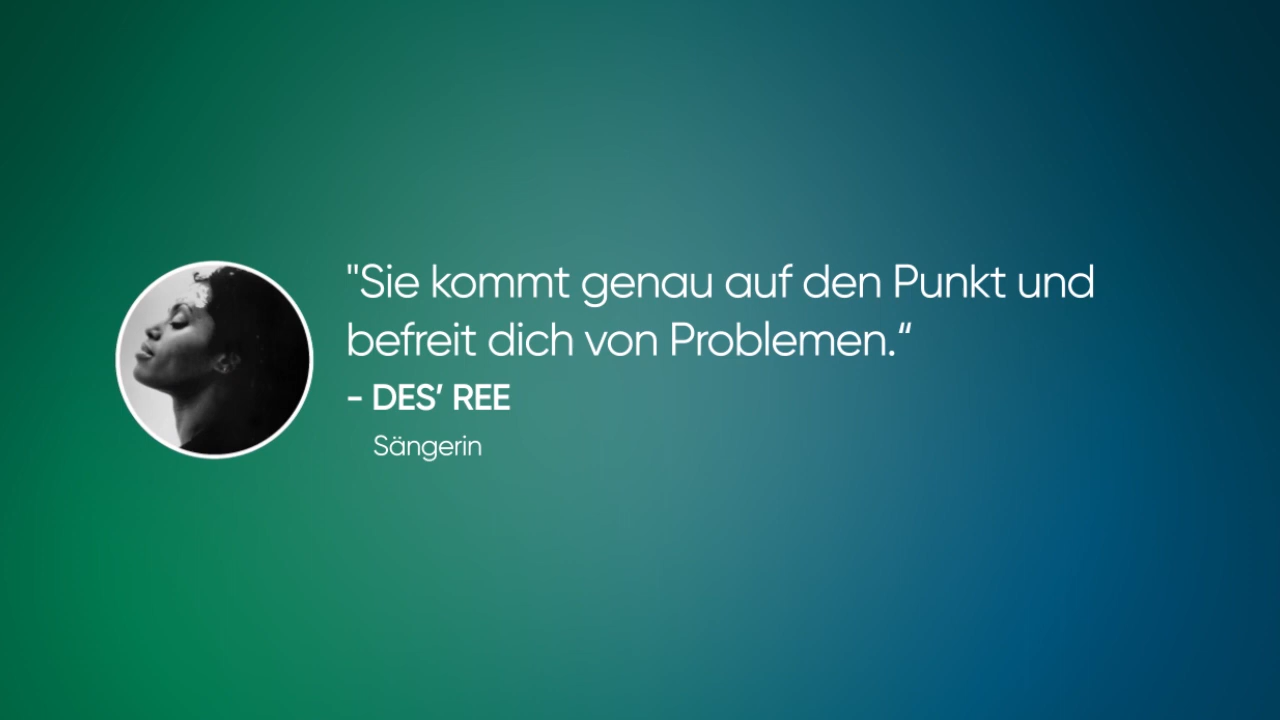 "Sie kommt genau auf den Punkt und
befreit dich von Problemen.“
- DES’ REE
Sängerin